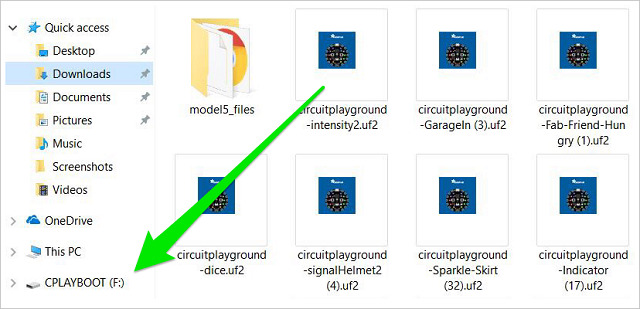 Quick access
Desktop
Downloads
Documents
Pictures
Music
Screenshots
Videos
OneDrive
This PC
CPLAYBOOT (F:)
model5_files
circuitplayground
-intensity2.uf2
circuitplayground
-GarageIn (3).uf2
circuitplayground
-Fab-Friend-Hun
gry (1).uf2
circuitplayground
-dice.uf2
circuitplayground
-signalHelmet2
(4).uf2
circuitplayground
-Sparkle-Skirt
(32).uf2
circuitplayground
-Indicator
(17).uf2